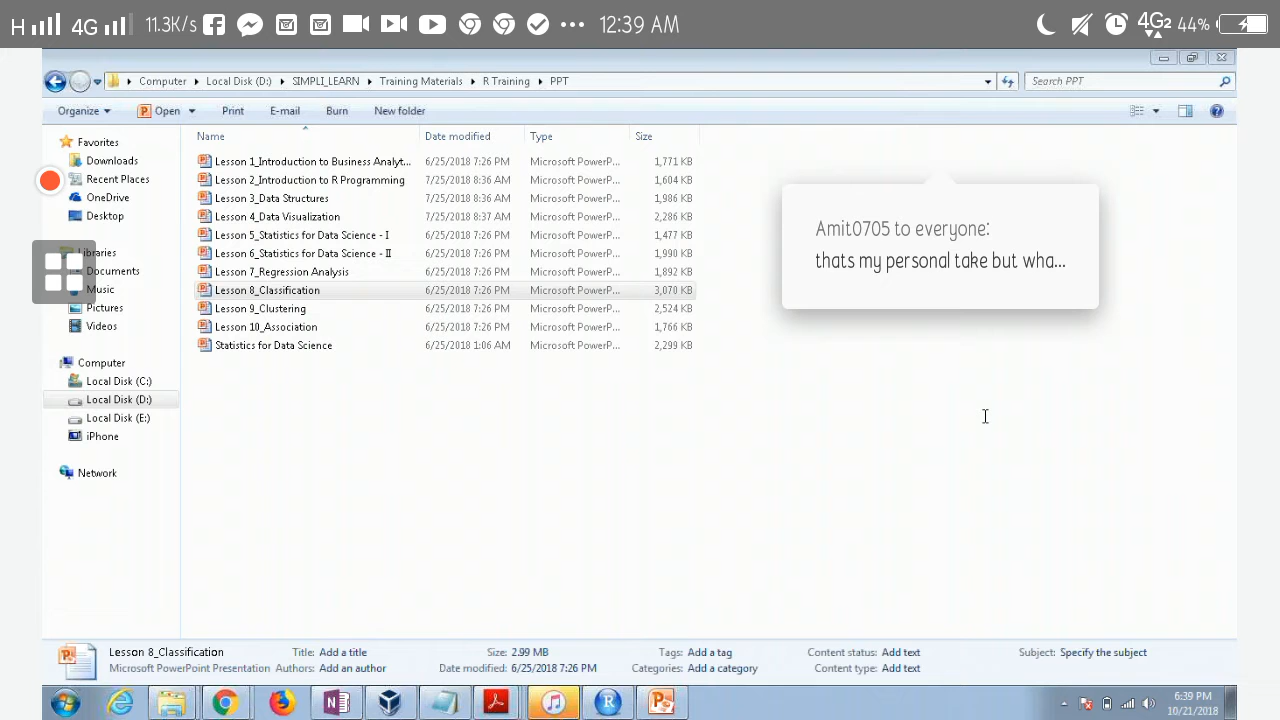 H 4G 11.3K/s 12:39 AM 4G2 44%
Computer Local Disk (D:) SIMPLI_LEARN Training Materials R Training PPT Search PPT
Organize Open Print E-mail Burn New folder
Name Date modified Type Size
Favorites
Downloads
Recent Places
OneDrive
Desktop
Libraries
Documents
Music
Pictures
Videos
Computer
Local Disk (C:)
Local Disk (D:)
Local Disk (E:)
iPhone
Network
Lesson 1_Introduction to Business Analyt... 6/25/2018 7:26 PM Microsoft PowerP... 1,771 KB
Lesson 2_Introduction to R Programming 7/25/2018 8:36 AM Microsoft PowerP... 1,604 KB
Lesson 3_Data Structures 7/25/2018 8:36 AM Microsoft PowerP... 1,986 KB
Lesson 4_Data Visualization 7/25/2018 8:37 AM Microsoft PowerP... 2,286 KB
Lesson 5_Statistics for Data Science - I 6/25/2018 7:26 PM Microsoft PowerP... 1,477 KB
Lesson 6_Statistics for Data Science - II 6/25/2018 7:26 PM Microsoft PowerP... 1,990 KB
Lesson 7_Regression Analysis 6/25/2018 7:26 PM Microsoft PowerP... 1,892 KB
Lesson 8_Classification 6/25/2018 7:26 PM Microsoft PowerP... 3,070 KB
Lesson 9_Clustering 6/25/2018 7:26 PM Microsoft PowerP... 2,524 KB
Lesson 10_Association 6/25/2018 7:26 PM Microsoft PowerP... 1,766 KB
Statistics for Data Science 6/25/2018 1:06 AM Microsoft PowerP... 2,299 KB
Amit0705 to everyone:
thats my personal take but wha...
Lesson 8_Classification Title: Add a title Size: 2.99 MB Tags: Add a tag Content status: Add text Subject: Specify the subject
Microsoft PowerPoint Presentation Authors: Add an author Date modified: 6/25/2018 7:26 PM Categories: Add a category Content type: Add text
6:39 PM
10/21/2018